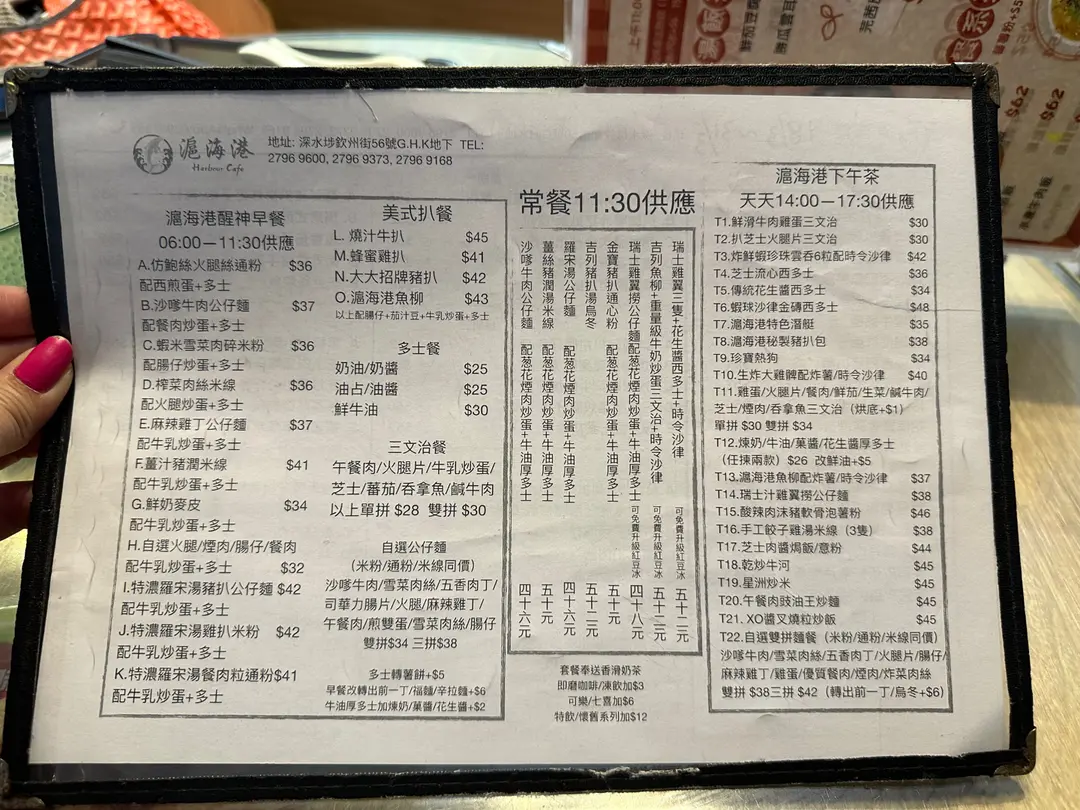 滬海港
Harbour Cafe
地址: 深水埗欽州街56號G.H.K地下 TEL:
2796 9600, 2796 9373, 2796 9168
滬海港醒神早餐
06:00－11:30供應
A.仿鮑絲火腿絲通粉 $36
配西煎蛋+多士
B.沙嗲牛肉公仔麵 $37
配餐肉炒蛋+多士
C.蝦米雪菜肉碎米粉 $36
配腸仔炒蛋+多士
D.榨菜肉絲米線 $36
配火腿炒蛋+多士
E.麻辣雞丁公仔麵 $37
配牛乳炒蛋+多士
F.薑汁豬潤米線 $41
配牛乳炒蛋+多士
G.鮮奶麥皮 $34
配牛乳炒蛋+多士
H.自選火腿/煙肉/腸仔/餐肉
配牛乳炒蛋+多士 $32
I.特濃羅宋湯豬扒公仔麵 $42
配牛乳炒蛋+多士
J.特濃羅宋湯雞扒米粉 $42
配牛乳炒蛋+多士
K.特濃羅宋湯餐肉粒通粉$41
配牛乳炒蛋+多士
美式扒餐
L. 燒汁牛扒 $45
M.蜂蜜雞扒 $41
N.大大招牌豬扒 $42
O.滬海港魚柳 $43
以上配腸仔+茄汁豆+牛乳炒蛋+多士
多士餐
奶油/奶醬 $25
油占/油醬 $25
鮮牛油 $30
三文治餐
午餐肉/火腿片/牛乳炒蛋/
芝士/蕃茄/吞拿魚/鹹牛肉
以上單拼 $28 雙拼 $30
自選公仔麵
(米粉/通粉/米線同價)
沙嗲牛肉/雪菜肉絲/五香肉丁/
司華力腸片/火腿/麻辣雞丁/
午餐肉/煎雙蛋/雪菜肉絲/腸仔
雙拼$34 三拼$38
多士轉薯餅+$5
早餐改轉出前一丁/福麵/辛拉麵+$6
牛油厚多士加煉奶/菓醬/花生醬+$2
常餐11:30供應
瑞士雞翼三隻+花生醬西多士+時令沙律 可免費升級紅豆冰 五十二元
吉列魚柳+重量級牛奶炒蛋三文治+時令沙律 可免費升級紅豆冰 五十二元
瑞士雞翼撈公仔麵配葱花煙肉炒蛋+牛油厚多士 可免費升級紅豆冰 四十八元
金寶豬扒通心粉 配葱花煙肉炒蛋+牛油厚多士 五十元
吉列豬扒湯烏冬 配葱花煙肉炒蛋+牛油厚多士 五十二元
羅宋湯公仔麵 配葱花煙肉炒蛋+牛油厚多士 四十六元
薑絲豬潤湯米線 配葱花煙肉炒蛋+牛油厚多士 五十元
沙嗲牛肉公仔麵 配葱花煙肉炒蛋+牛油厚多士 四十六元
套餐奉送香滑奶茶
即磨咖啡/凍飲加$3
可樂/七喜加$6
特飲/懷舊系列加$12
滬海港下午茶
天天14:00－17:30供應
T1.鮮滑牛肉雞蛋三文治 $30
T2.扒芝士火腿片三文治 $30
T3.炸鮮蝦珍珠雲吞6粒配時令沙律 $42
T4.芝士流心西多士 $36
T5.傳統花生醬西多士 $34
T6.蝦球沙律金磚西多士 $48
T7.滬海港特色潛艇 $35
T8.滬海港秘製豬扒包 $38
T9.珍寶熱狗 $34
T10.生炸大雞髀配炸薯/時令沙律 $40
T11.雞蛋/火腿片/餐肉/鮮茄/生菜/鹹牛肉/
芝士/煙肉/吞拿魚三文治（烘底+$1）
單拼 $30 雙拼 $34
T12.煉奶/牛油/菓醬/花生醬厚多士
（任揀兩款）$26 改鮮油+$5
T13.滬海港魚柳配炸薯/時令沙律 $37
T14.瑞士汁雞翼撈公仔麵 $38
T15.酸辣肉沫豬軟骨泡薯粉 $46
T16.手工餃子雞湯米線（3隻） $38
T17.芝士肉醬焗飯/意粉 $44
T18.乾炒牛河 $45
T19.星洲炒米 $45
T20.午餐肉豉油王炒麵 $45
T21. XO醬叉燒粒炒飯 $45
T22.自選雙拼麵餐（米粉/通粉/米線同價）
沙嗲牛肉/雪菜肉絲/五香肉丁/火腿片/腸仔/
麻辣雞丁/雞蛋/優質餐肉/煙肉/炸菜肉絲
雙拼 $38三拼 $42（轉出前一丁/烏冬+$6)
$62
$62